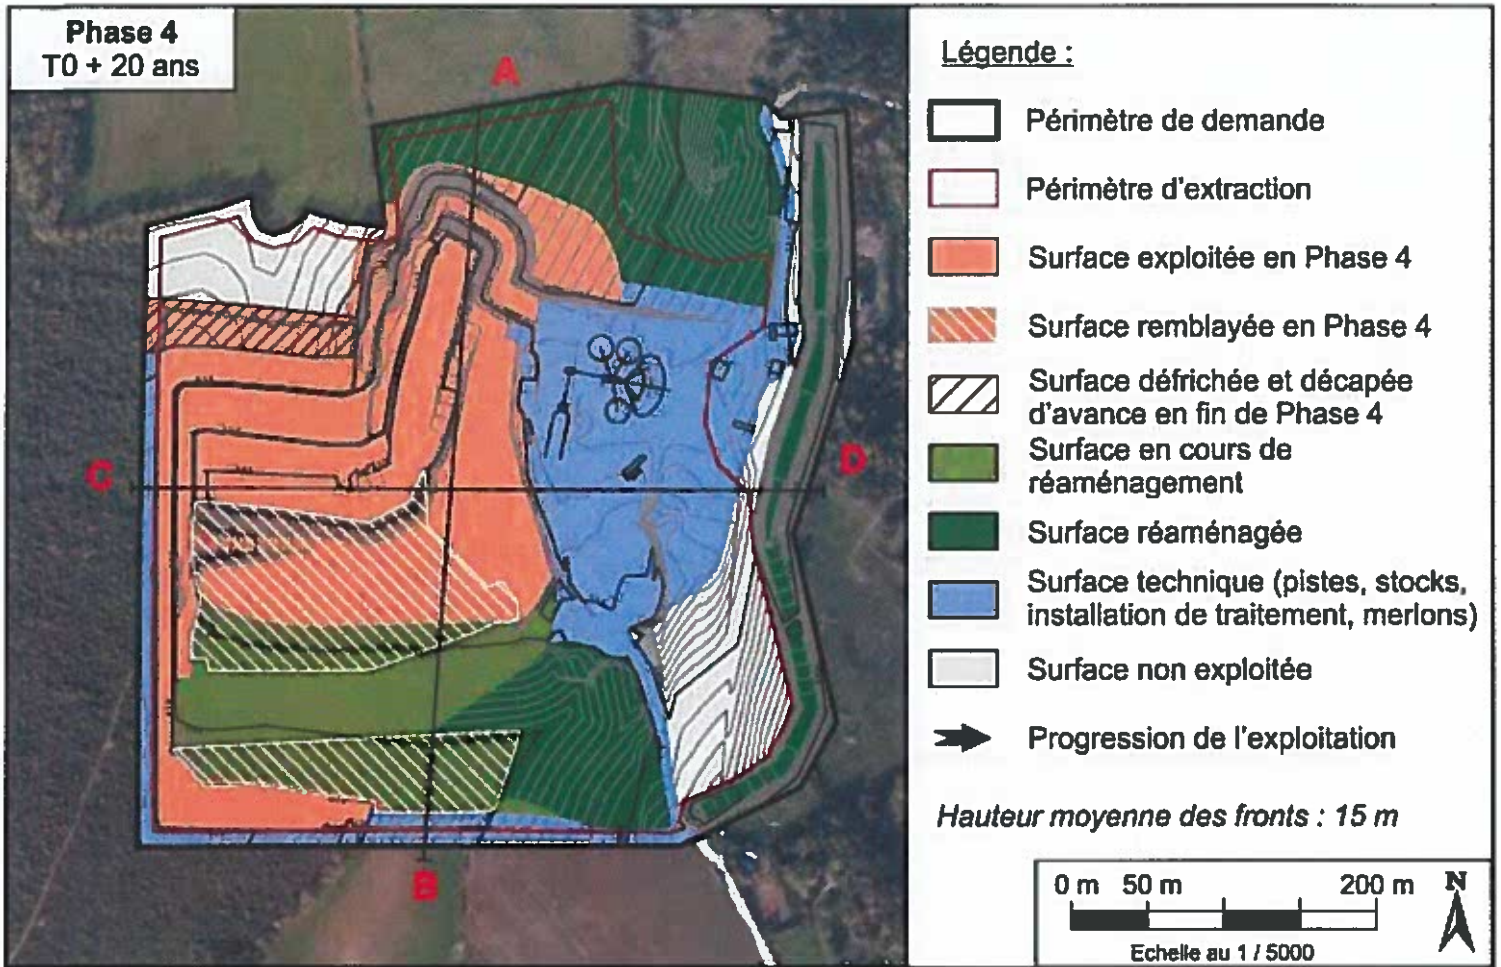 Phase 4
T0 + 20 ans
A
C
D
B
Légende :
Périmètre de demande
Périmètre d'extraction
Surface exploitée en Phase 4
Surface remblayée en Phase 4
Surface défrichée et décapée
d'avance en fin de Phase 4
Surface en cours de
réaménagement
Surface réaménagée
Surface technique (pistes, stocks,
installation de traitement, merlons)
Surface non exploitée
Progression de l'exploitation
Hauteur moyenne des fronts : 15 m
0 m 50 m 200 m N
Echelle au 1 / 5000